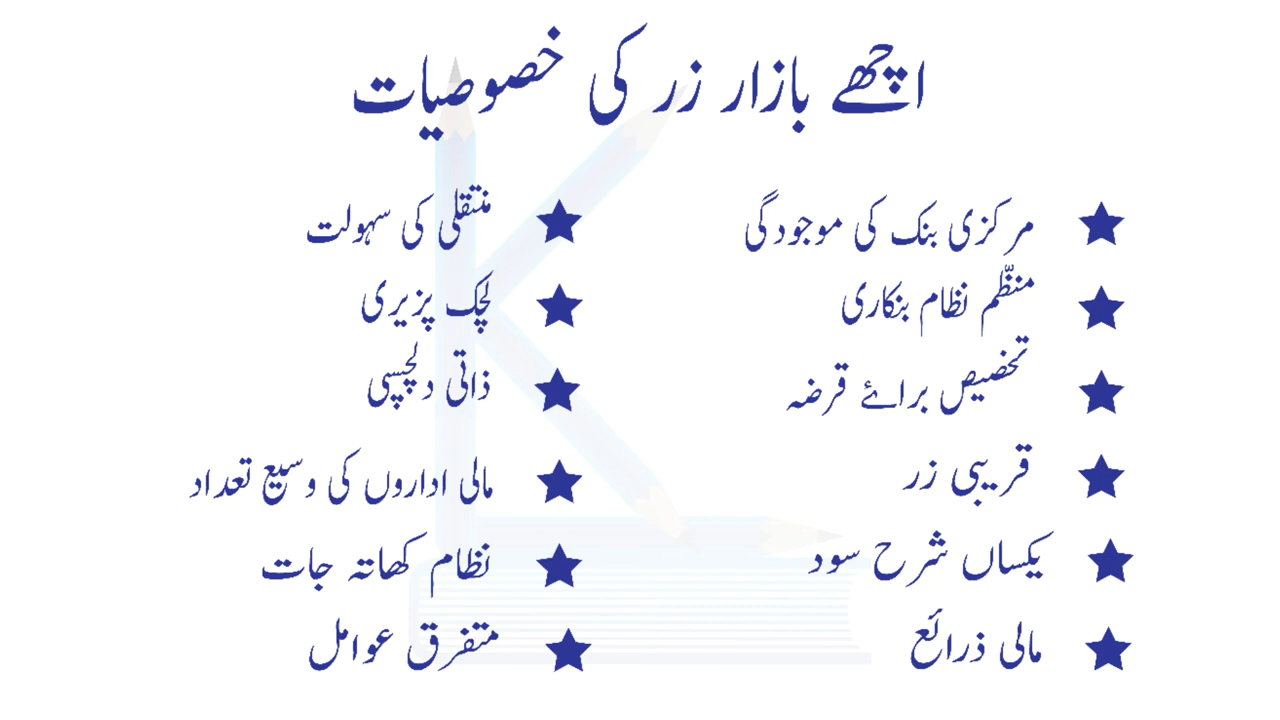 اچھے بازار زر کی خصوصیات
مرکزی بنک کی موجودگی
منظّم نظام بنکاری
تخصیص برائے قرضہ
قریبی زر
یکساں شرح سود
مالی ذرائع
منتقلی کی سہولت
لچک پزیری
ذاتی دلچسپی
مالی اداروں کی وسیع تعداد
نظام کھاتہ جات
متفرق عوامل